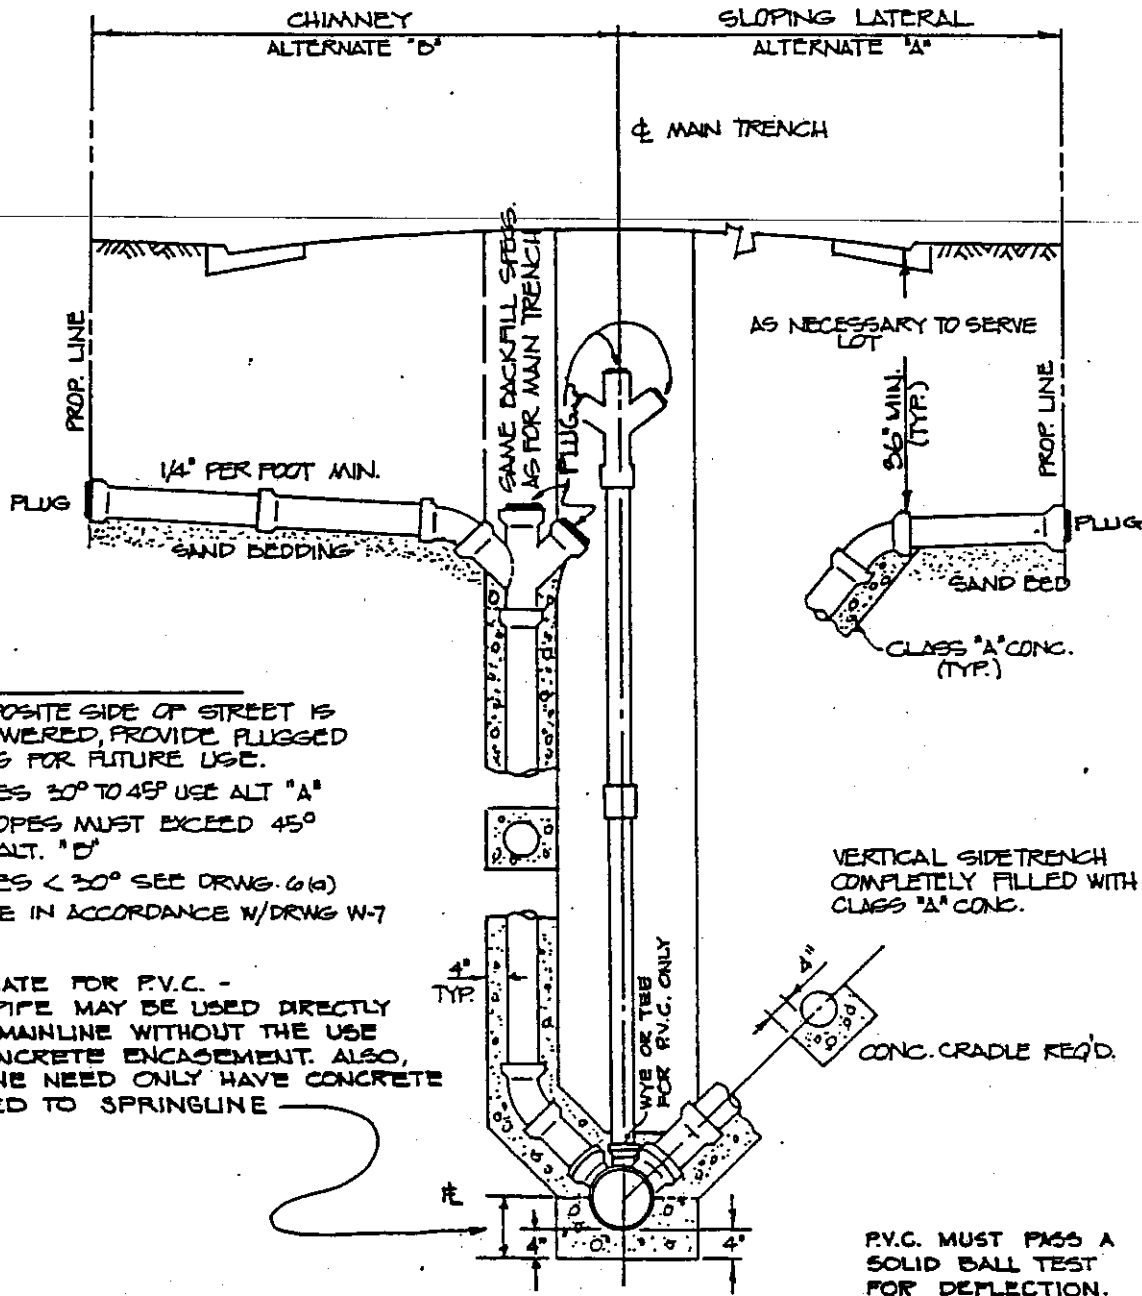 CHIMNEY
ALTERNATE "B"
SLOPING LATERAL
ALTERNATE "A"
℄ MAIN TRENCH
PROP. LINE
SAME BACKFILL SPECS.
AS FOR MAIN TRENCH
AS NECESSARY TO SERVE
LOT
36" MIN.
(TYP.)
PROP. LINE
1/4" PER FOOT MIN.
PLUG
PLUG
PLUG
SAND BEDDING
SAND BED
CLASS "A" CONC.
(TYP.)
POSITE SIDE OF STREET IS
WERED, PROVIDE PLUGGED
S FOR FUTURE USE.
ES 30° TO 45° USE ALT "A"
OPES MUST EXCEED 45°
ALT. "B"
ES < 30° SEE DRWG. 6(a)
E IN ACCORDANCE W/DRWG W-7
VERTICAL SIDETRENCH
COMPLETELY FILLED WITH
CLASS "A" CONC.
ATE FOR P.V.C. -
PIPE MAY BE USED DIRECTLY
MAINLINE WITHOUT THE USE
NCRETE ENCASEMENT. ALSO,
NE NEED ONLY HAVE CONCRETE
ED TO SPRINGLINE
4"
TYP.
WYE OR TEE
FOR P.V.C. ONLY
4"
CONC. CRADLE REQ'D.
4"
4"
P.V.C. MUST PASS A
SOLID BALL TEST
FOR DEFLECTION.